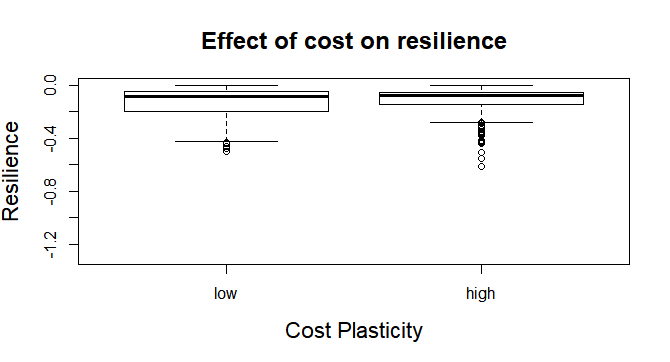 Effect of cost on resilience
Resilience
0.0
-0.4
-0.8
-1.2
low
high
Cost Plasticity